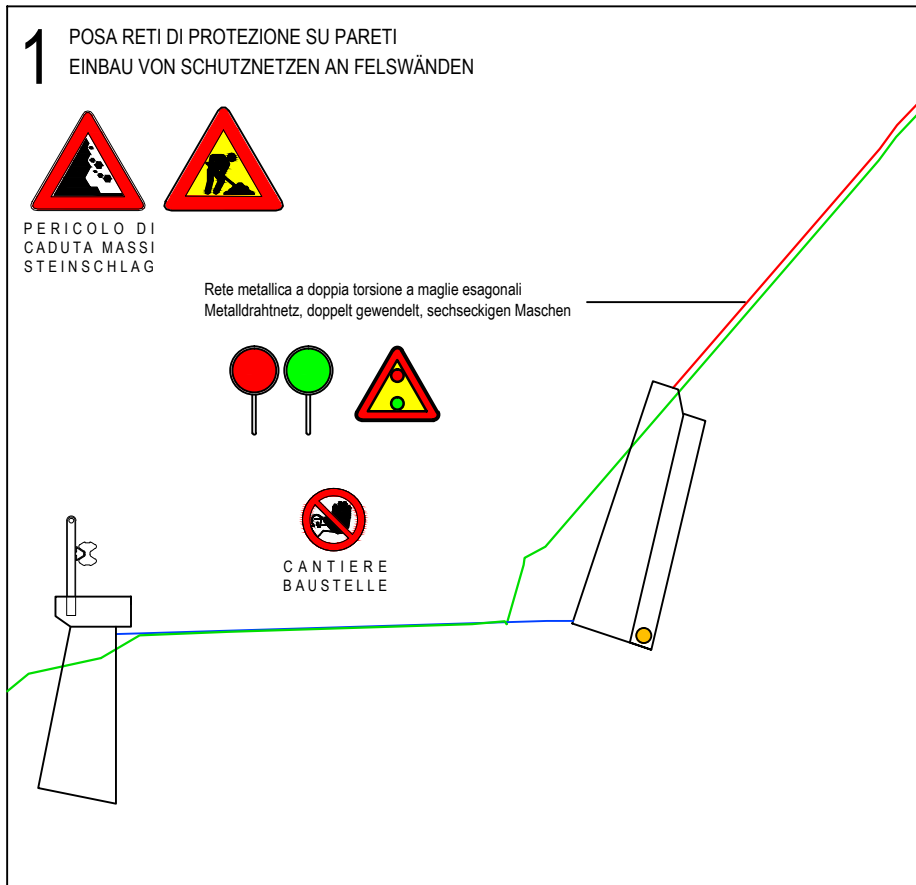 1
POSA RETI DI PROTEZIONE SU PARETI
EINBAU VON SCHUTZNETZEN AN FELSWÄNDEN
PERICOLO DI
CADUTA MASSI
STEINSCHLAG
Rete metallica a doppia torsione a maglie esagonali
Metalldrahtnetz, doppelt gewendelt, sechseckigen Maschen
CANTIERE
BAUSTELLE